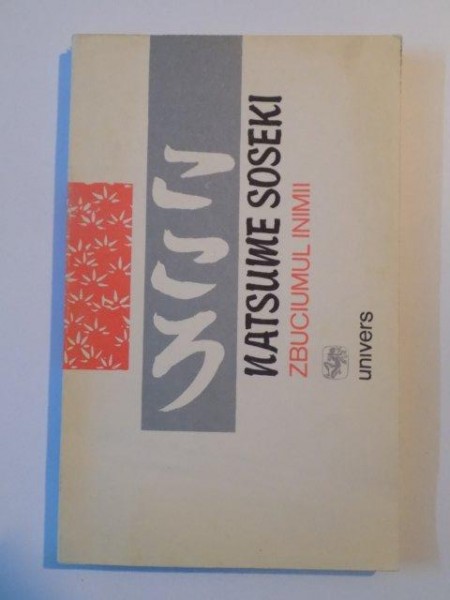 こころ
NATSUME SOSEKI
ZBUCIUMUL INIMII
univers